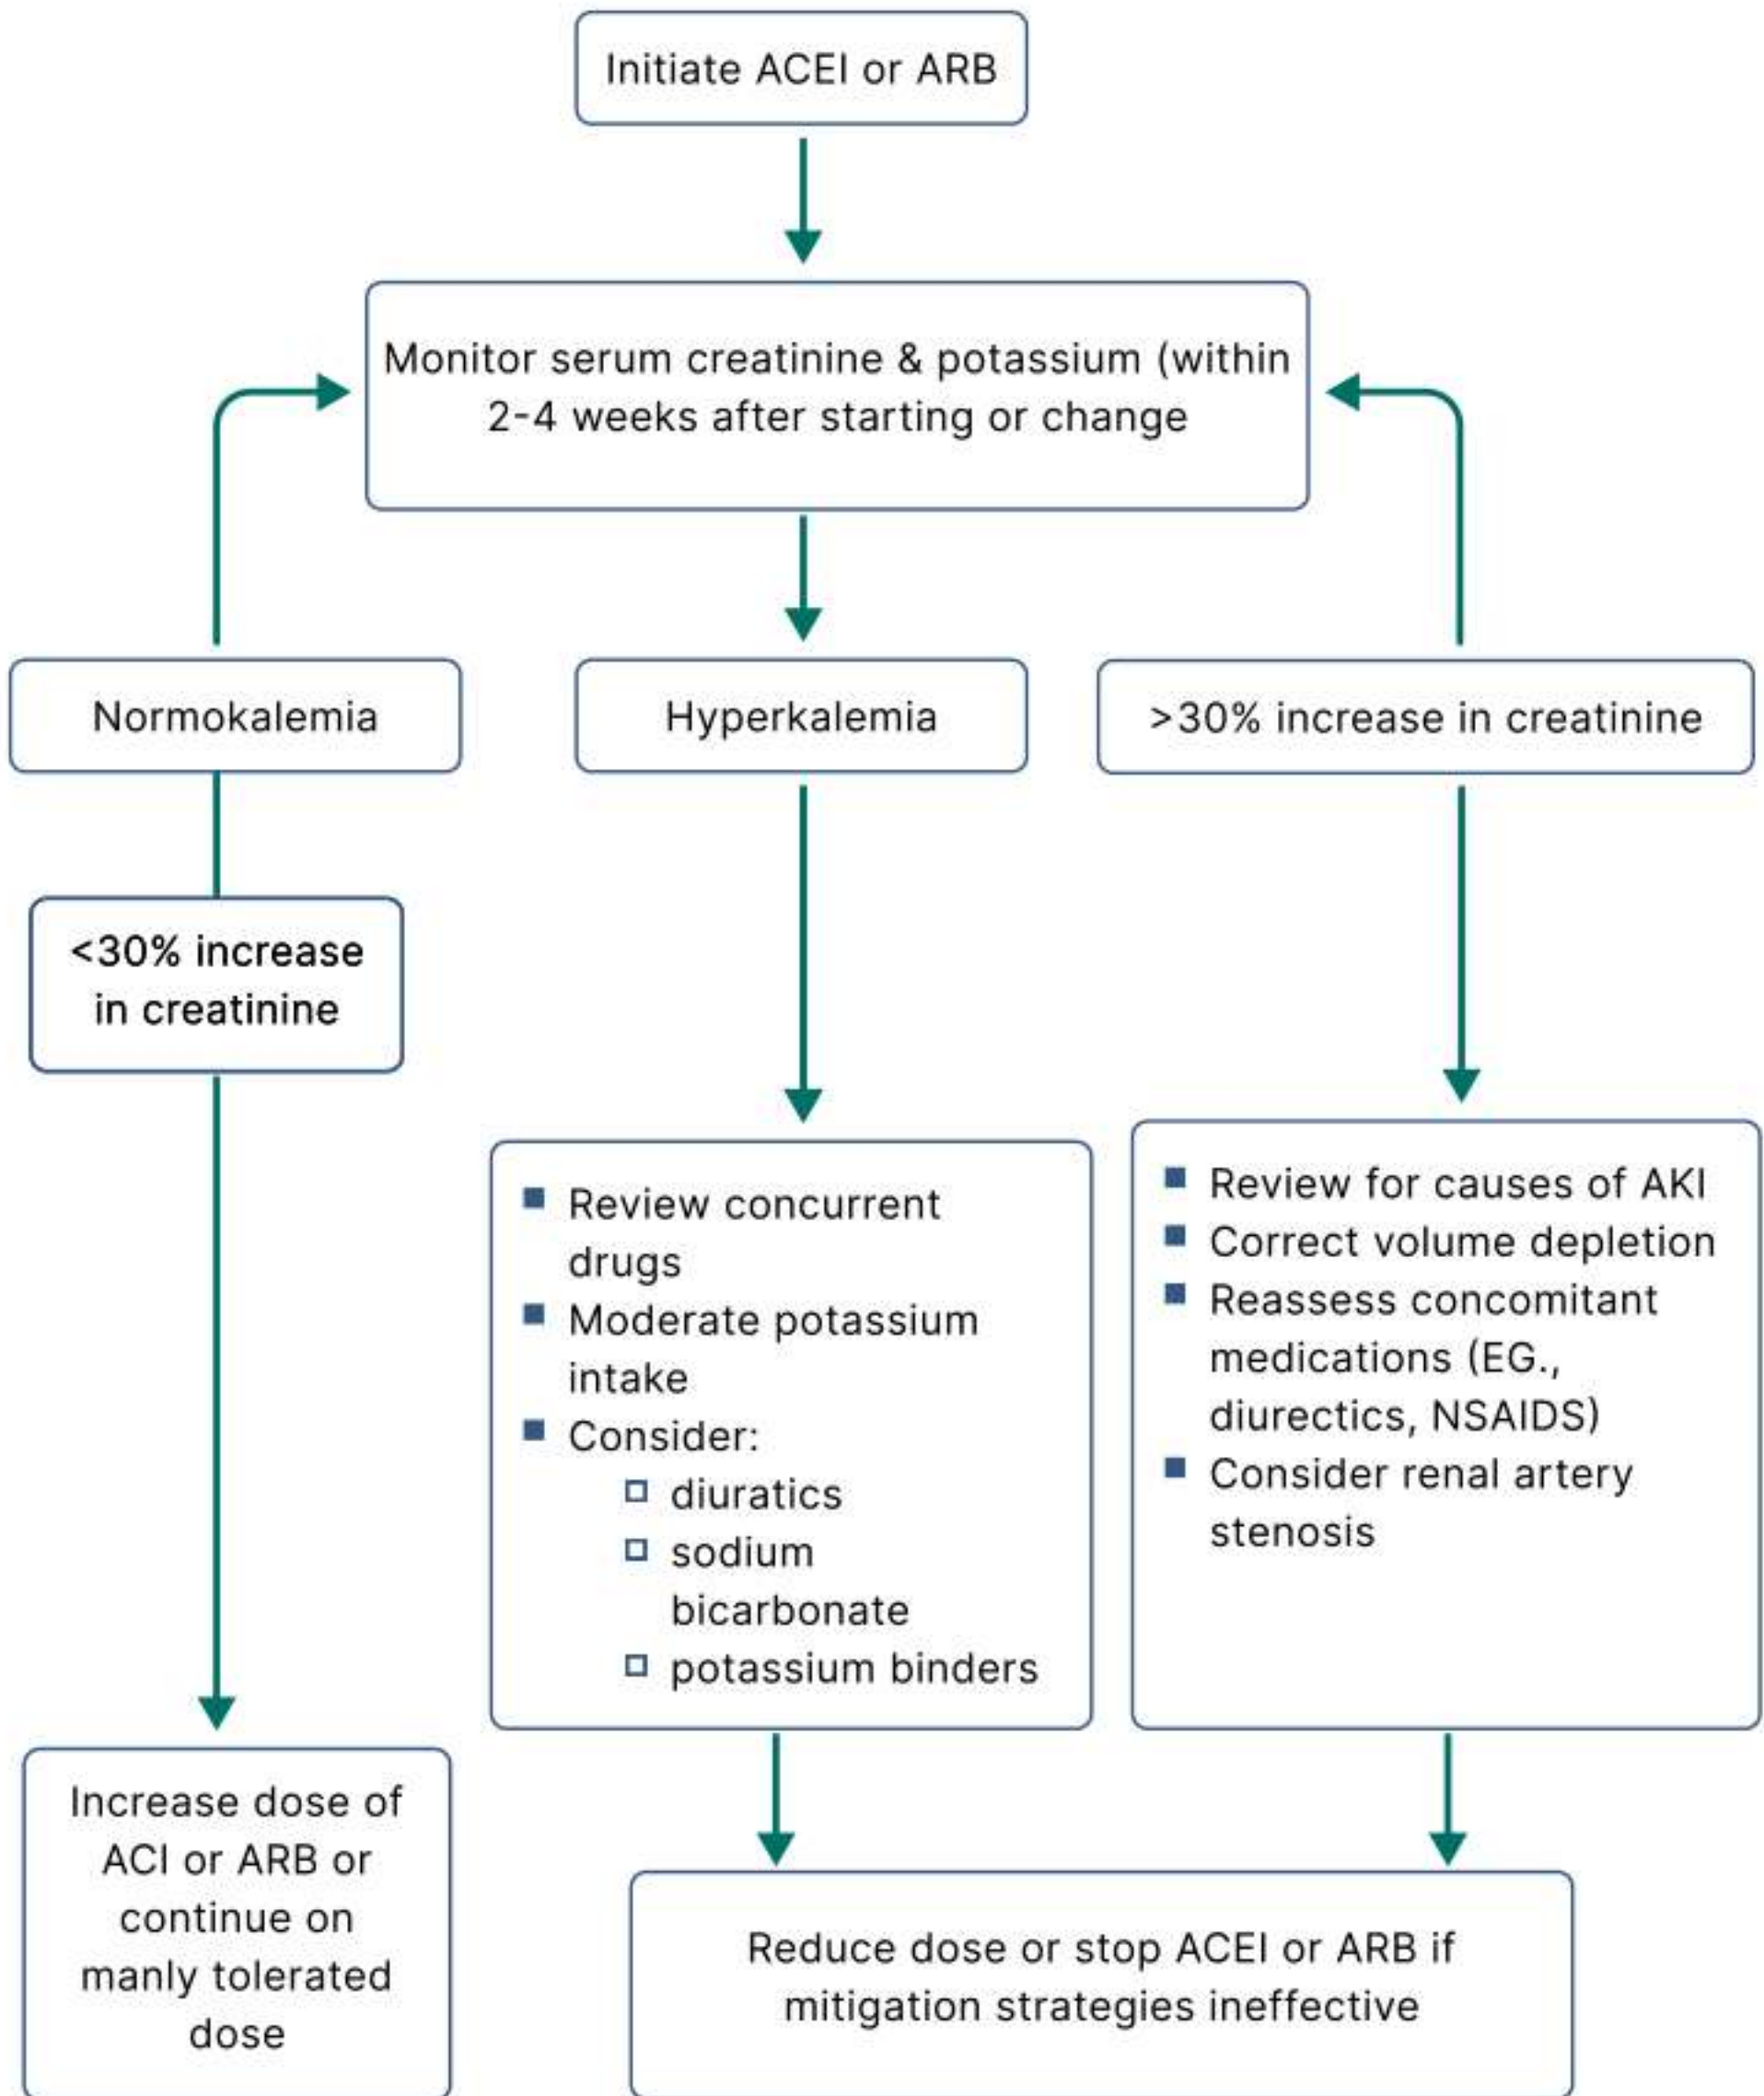 Initiate ACEI or ARB
Monitor serum creatinine & potassium (within
2-4 weeks after starting or change
Normokalemia
Hyperkalemia
>30% increase in creatinine
<30% increase
in creatinine
Review concurrent
drugs
Moderate potassium
intake
Consider:
diuratics
sodium
bicarbonate
potassium binders
Review for causes of AKI
Correct volume depletion
Reassess concomitant
medications (EG.,
diurectics, NSAIDS)
Consider renal artery
stenosis
Increase dose of
ACI or ARB or
continue on
manly tolerated
dose
Reduce dose or stop ACEI or ARB if
mitigation strategies ineffective